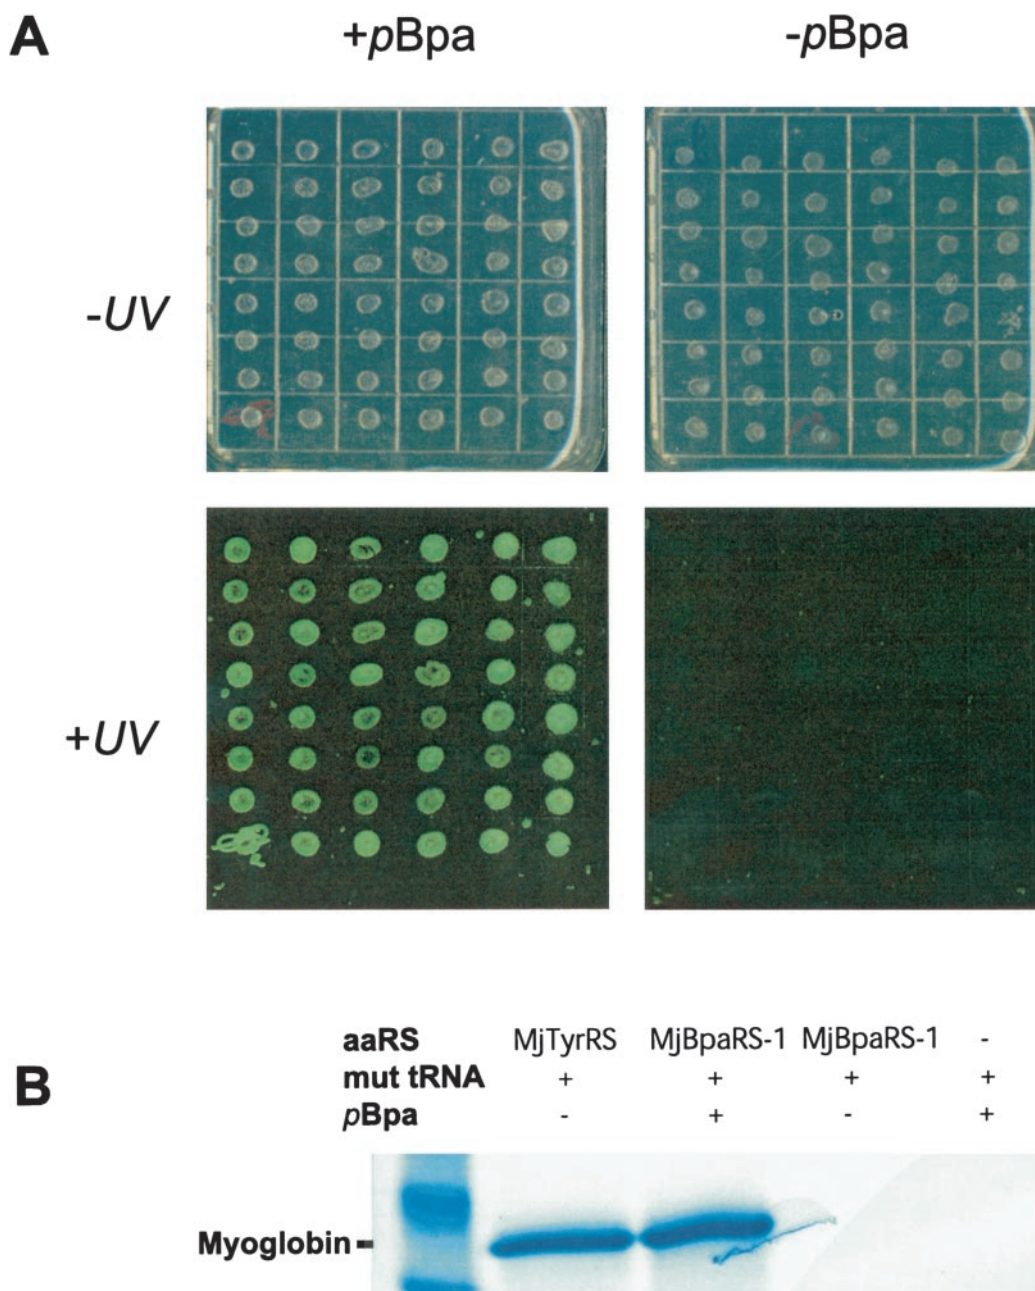 A
+pBpa -pBpa
-UV
+UV
B
aaRS MjTyrRS MjBpaRS-1 MjBpaRS-1 -
mut tRNA + + + +
pBpa - + - +
Myoglobin